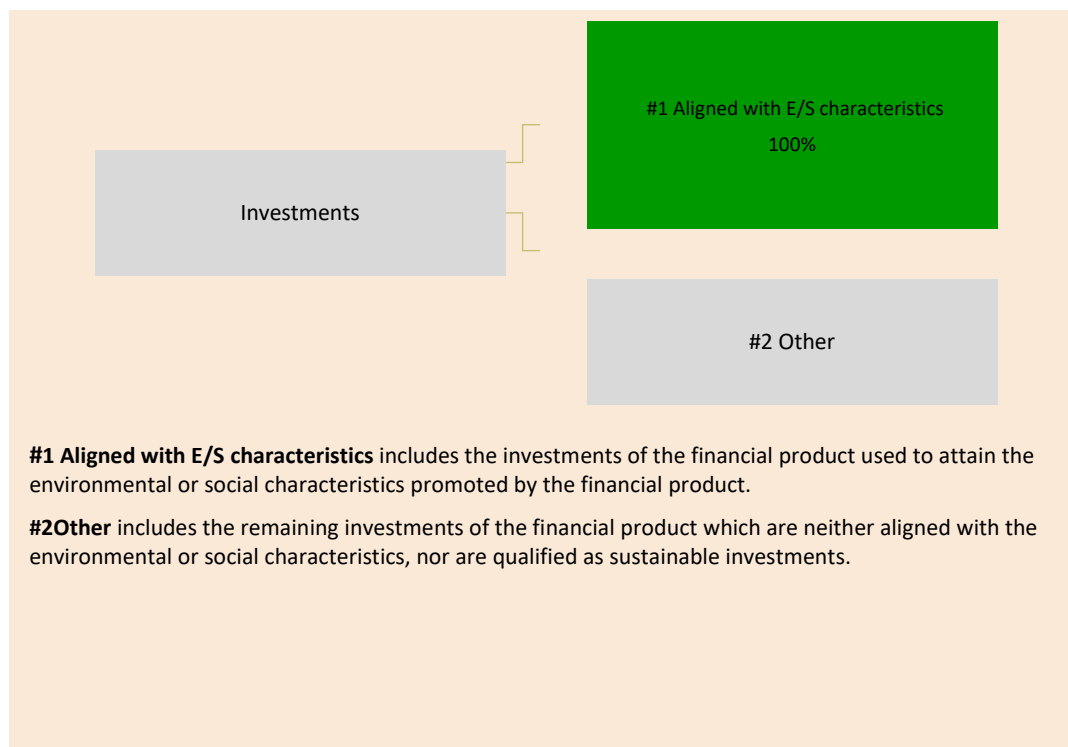 #1 Aligned with E/S characteristics
100%
Investments
#2 Other
#1 Aligned with E/S characteristics includes the investments of the financial product used to attain the
environmental or social characteristics promoted by the financial product.
#2Other includes the remaining investments of the financial product which are neither aligned with the
environmental or social characteristics, nor are qualified as sustainable investments.